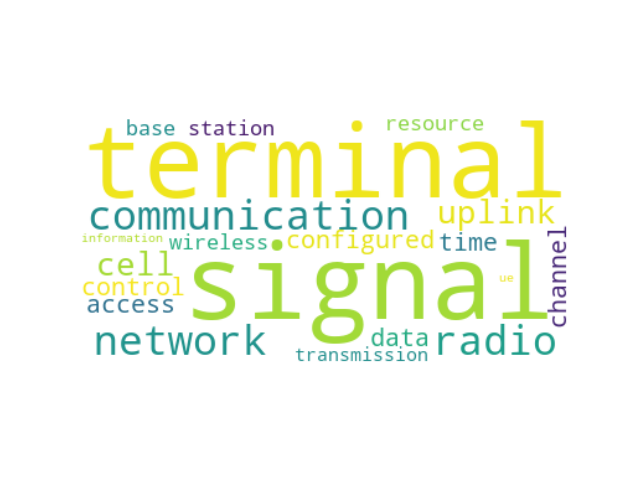 base station resource
terminal
communication uplink
information wireless configured time
cell signal channel
control ue
access
network data radio
transmission